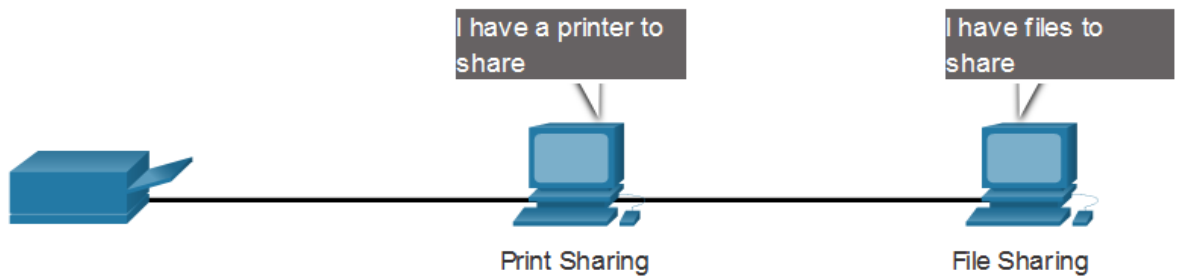 I have a printer to
share
I have files to
share
Print Sharing
File Sharing